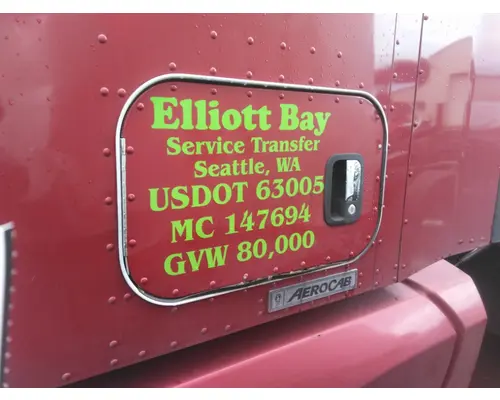 Elliott Bay
Service Transfer
Seattle, WA
USDOT 63005
MC 147694
GVW 80,000
AEROCAB